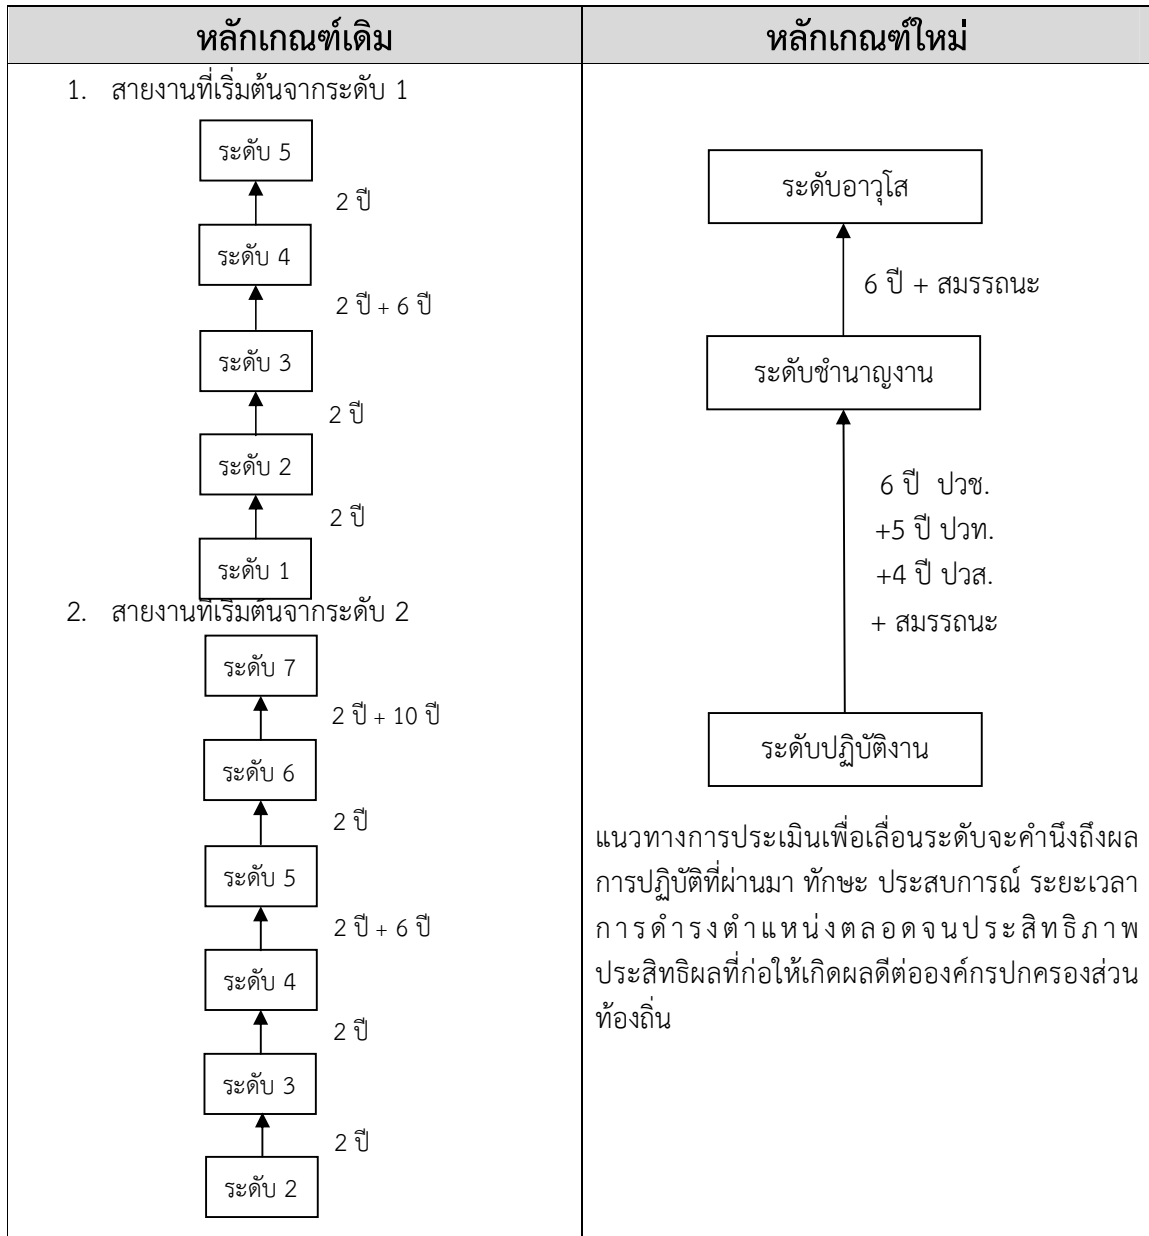 หลักเกณฑ์เดิม
หลักเกณฑ์ใหม่
1. สายงานที่เริ่มต้นจากระดับ 1
ระดับ 5
2 ปี
ระดับ 4
2 ปี + 6 ปี
ระดับ 3
2 ปี
ระดับ 2
2 ปี
ระดับ 1
2. สายงานที่เริ่มต้นจากระดับ 2
ระดับ 7
2 ปี + 10 ปี
ระดับ 6
2 ปี
ระดับ 5
2 ปี + 6 ปี
ระดับ 4
2 ปี
ระดับ 3
2 ปี
ระดับ 2
ระดับอาวุโส
6 ปี + สมรรถนะ
ระดับชำนาญงาน
6 ปี ปวช.
+5 ปี ปวท.
+4 ปี ปวส.
+ สมรรถนะ
ระดับปฏิบัติงาน
แนวทางการประเมินเพื่อเลื่อนระดับจะคำนึงถึงผล
การปฏิบัติที่ผ่านมา ทักษะ ประสบการณ์ ระยะเวลา
การดำรงตำแหน่งตลอดจนประสิทธิภาพ
ประสิทธิผลที่ก่อให้เกิดผลดีต่อองค์กรปกครองส่วน
ท้องถิ่น